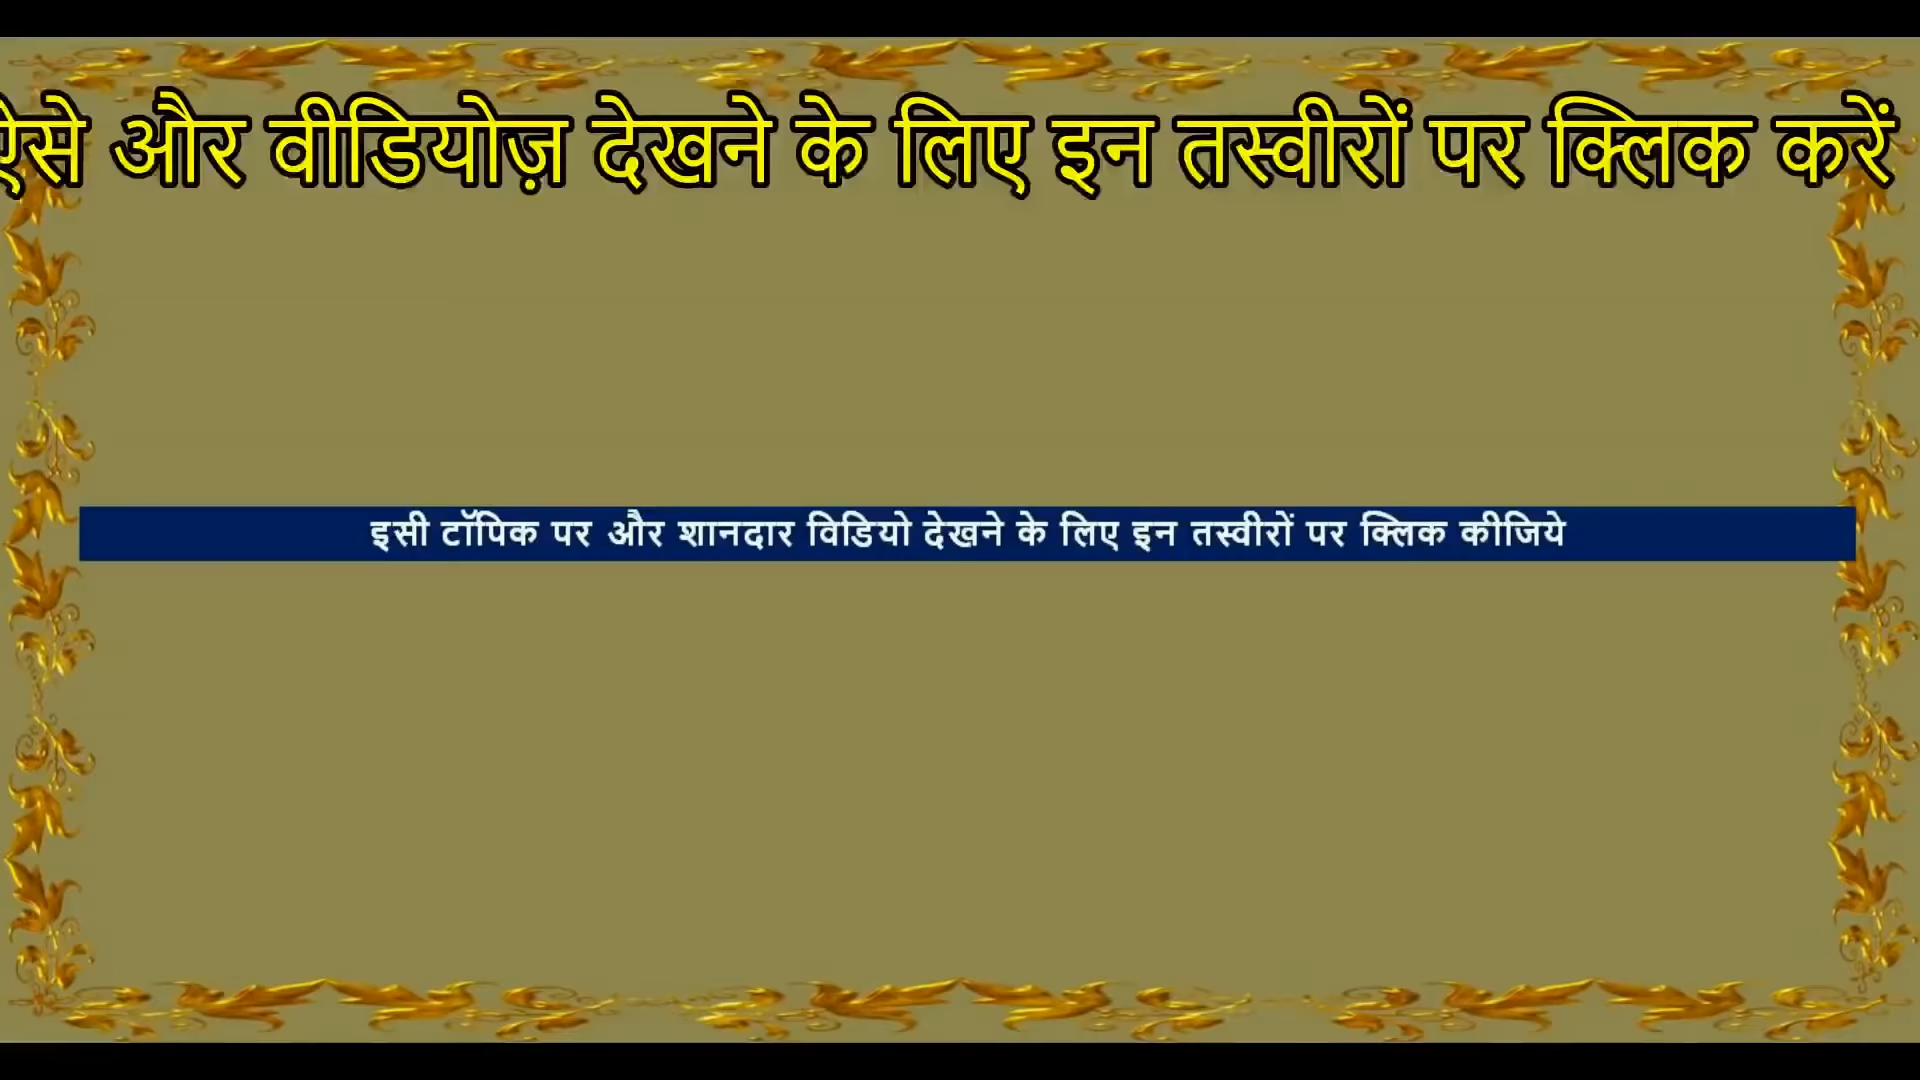 ऐसे और वीडियोज़ देखने के लिए इन तस्वीरों पर क्लिक करें
इसी टॉपिक पर और शानदार विडियो देखने के लिए इन तस्वीरों पर क्लिक कीजिये